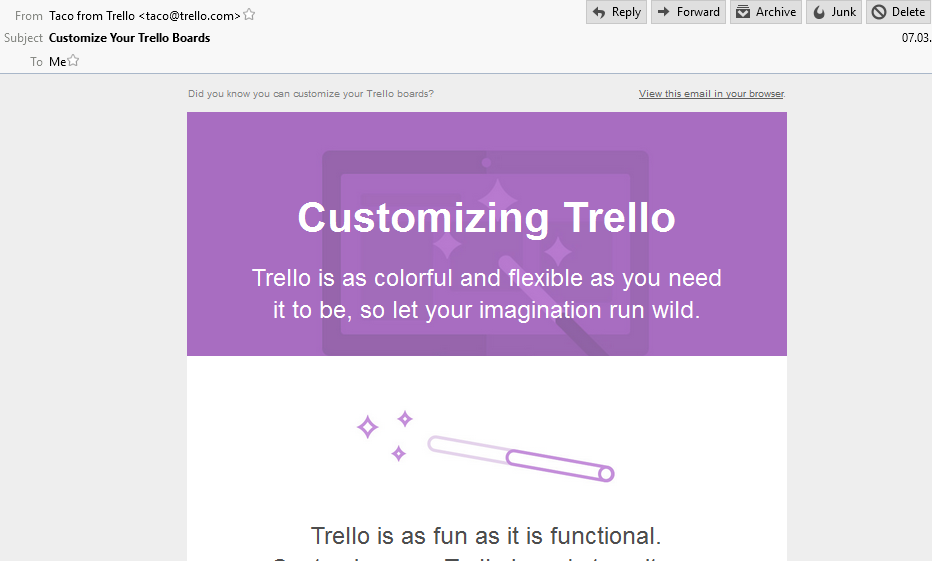 From Taco from Trello <taco@trello.com>
Reply Forward Archive Junk Delete
Subject Customize Your Trello Boards
07.03.
To Me
Did you know you can customize your Trello boards?
View this email in your browser.
Customizing Trello
Trello is as colorful and flexible as you need
it to be, so let your imagination run wild.
Trello is as fun as it is functional.